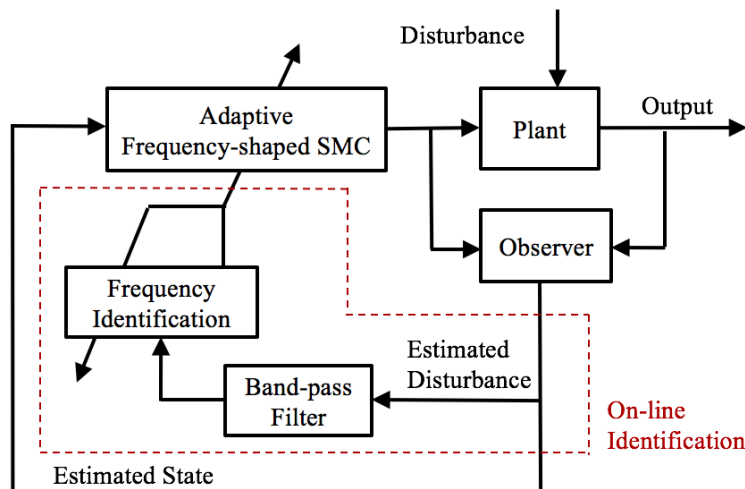 Disturbance
Adaptive
Frequency-shaped SMC
Plant
Output
Observer
Frequency
Identification
Estimated
Disturbance
Band-pass
Filter
On-line
Identification
Estimated State